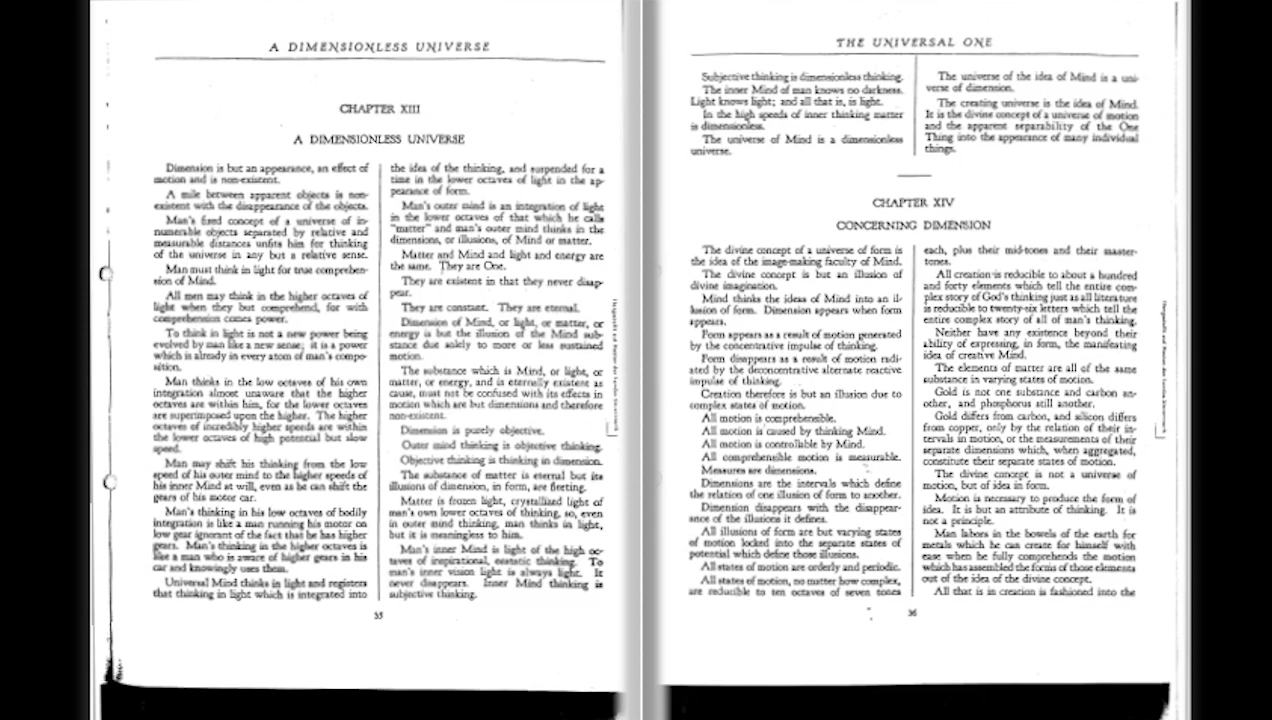 A DIMENSIONLESS UNIVERSE
CHAPTER XIII
A DIMENSIONLESS UNIVERSE
Dimension is but an appearance, an effect of
motion and is non-existent.
A mile between apparent objects is non-
existent with the disappearance of the objects.
Man's fixed concept of a universe of in-
numerable objects separated by relative and
measurable distances unfits him for thinking
of the universe in any but a relative sense.
Man must think in light for true comprehen-
sion of Mind.
All men may think in the higher octaves of
light when they but comprehend, for with
comprehension comes power.
To think in light is not a new power being
evolved by man like a new sense; it is a power
which is already in every atom of man's compo-
sition.
Man thinks in the low octaves of his own
integration almost unaware that the higher
octaves are within him, for the lower octaves
are superimposed upon the higher. The higher
octaves of incredibly higher speeds are within
the lower octaves of high potential but slow
speed.
Man may shift his thinking from the low
speed of his outer mind to the higher speeds of
his inner Mind at will, even as he can shift the
gears of his motor car.
Man's thinking in his low octaves of bodily
integration is like a man running his motor on
low gear ignorant of the fact that he has higher
gears. Man's thinking in the higher octaves is
like a man who is aware of higher gears in his
car and knowingly uses them.
Universal Mind thinks in light and registers
that thinking in light which is integrated into
the idea of the thinking, and suspended for a
time in the lower octaves of light in the ap-
pearance of form.
Man's outer mind is an integration of light
in the lower octaves of that which he calls
"matter" and man's outer mind thinks in the
dimensions, or illusions, of Mind or matter.
Matter and Mind and light and energy are
the same. They are One.
They are existent in that they never disap-
pear.
They are constant. They are eternal.
Dimension of Mind, or light, or matter, or
energy is but the illusion of the Mind sub-
stance due solely to more or less sustained
motion.
The substance which is Mind, or light, or
matter, or energy, and is eternally existent as
cause, must not be confused with its effects in
motion which are but dimensions and therefore
non-existent.
Dimension is purely objective.
Outer mind thinking is objective thinking.
Objective thinking is thinking in dimension.
The substance of matter is eternal but its
illusions of dimension, in form, are fleeting.
Matter is frozen light, crystallized light of
man's own lower octaves of thinking, so, even
in outer mind thinking, man thinks in light,
but it is meaningless to him.
Man's inner Mind is light of the high oc-
taves of inspirational, ecstatic thinking. To
man's inner vision light is always light. It
never disappears. Inner Mind thinking is
subjective thinking.
35
THE UNIVERSAL ONE
Subjective thinking is dimensionless thinking.
The inner Mind of man knows no darkness.
Light knows light; and all that is, is light.
In the high speeds of inner thinking matter
is dimensionless.
The universe of Mind is a dimensionless
universe.
The universe of the idea of Mind is a uni-
verse of dimension.
The creating universe is the idea of Mind.
It is the divine concept of a universe of motion
and the apparent separability of the One
Thing into the appearance of many individual
things.
CHAPTER XIV
CONCERNING DIMENSION
The divine concept of a universe of form is
the idea of the image-making faculty of Mind.
The divine concept is but an illusion of
divine imagination.
Mind thinks the ideas of Mind into an il-
lusion of form. Dimension appears when form
appears.
Form appears as a result of motion generated
by the concentrative impulse of thinking.
Form disappears as a result of motion radi-
ated by the deconcentrative alternate reactive
impulse of thinking.
Creation therefore is but an illusion due to
complex states of motion.
All motion is comprehensible.
All motion is caused by thinking Mind.
All motion is controllable by Mind.
All comprehensible motion is measurable.
Measures are dimensions.
Dimensions are the intervals which define
the relation of one illusion of form to another.
Dimension disappears with the disappear-
ance of the illusions it defines.
All illusions of form are but varying states
of motion locked into the separate states of
potential which define those illusions.
All states of motion are orderly and periodic.
All states of motion, no matter how complex,
are reducible to ten octaves of seven tones
each, plus their mid-tones and their master-
tones.
All creation is reducible to about a hundred
and forty elements which tell the entire com-
plex story of God's thinking just as all literature
is reducible to twenty-six letters which tell the
entire complex story of all of man's thinking.
Neither have any existence beyond their
ability of expressing, in form, the manifesting
idea of creative Mind.
The elements of matter are all of the same
substance in varying states of motion.
Gold is not one substance and carbon an-
other, and phosphorus still another.
Gold differs from carbon, and silicon differs
from copper, only by the relation of their in-
tervals in motion, or the measurements of their
separate dimensions which, when aggregated,
constitute their separate states of motion.
The divine concept is not a universe of
motion, but of idea in form.
Motion is necessary to produce the form of
idea. It is but an attribute of thinking. It is
not a principle.
Man labors in the bowels of the earth for
metals which he can create for himself with
ease when he fully comprehends the motion
which has assembled the forms of those elements
out of the idea of the divine concept.
All that is in creation is fashioned into the
36